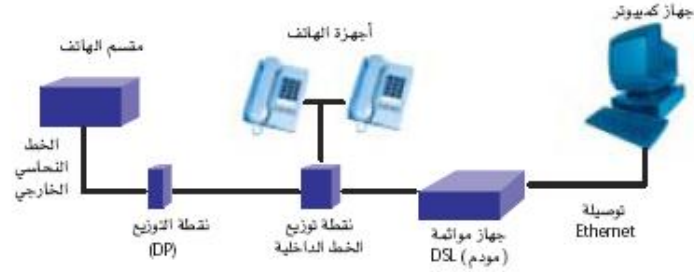 جهاز كمبيوتر
أجهزة الهاتف
مقسم الهاتف
الخط
النحاسي
الخارجي
نقطة التوزيع
(DP)
نقطة توزيع
الخط الداخلية
جهاز موائمة
DSL (مودم)
توصيلة
Ethernet